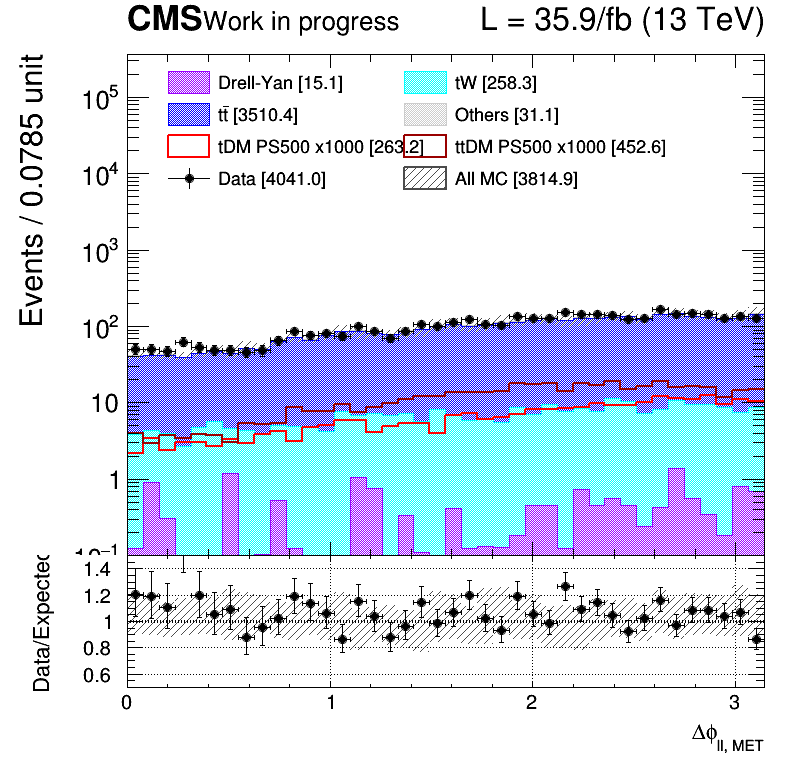 CMS Work in progress L = 35.9/fb (13 TeV)
Events / 0.0785 unit
10⁵
10⁴
10³
10²
10
1
10⁻¹
Drell-Yan [15.1] tW [258.3]
tt̄ [3510.4] Others [31.1]
tDM PS500 x1000 [263.2] ttDM PS500 x1000 [452.6]
Data [4041.0] All MC [3814.9]
Data/Expected
1.4
1.2
1
0.8
0.6
0 1 2 3
Δϕll, MET